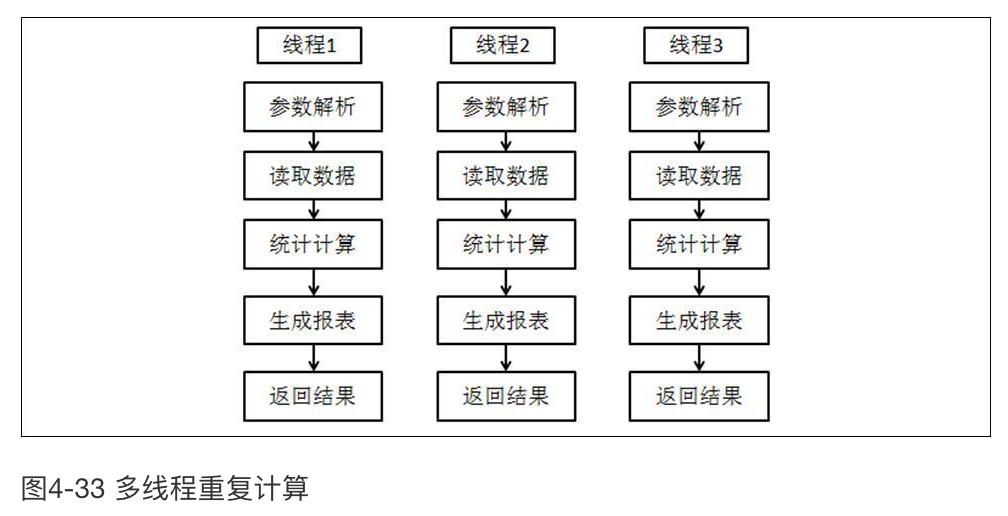 线程1 线程2 线程3
参数解析 参数解析 参数解析
读取数据 读取数据 读取数据
统计计算 统计计算 统计计算
生成报表 生成报表 生成报表
返回结果 返回结果 返回结果
图4-33 多线程重复计算